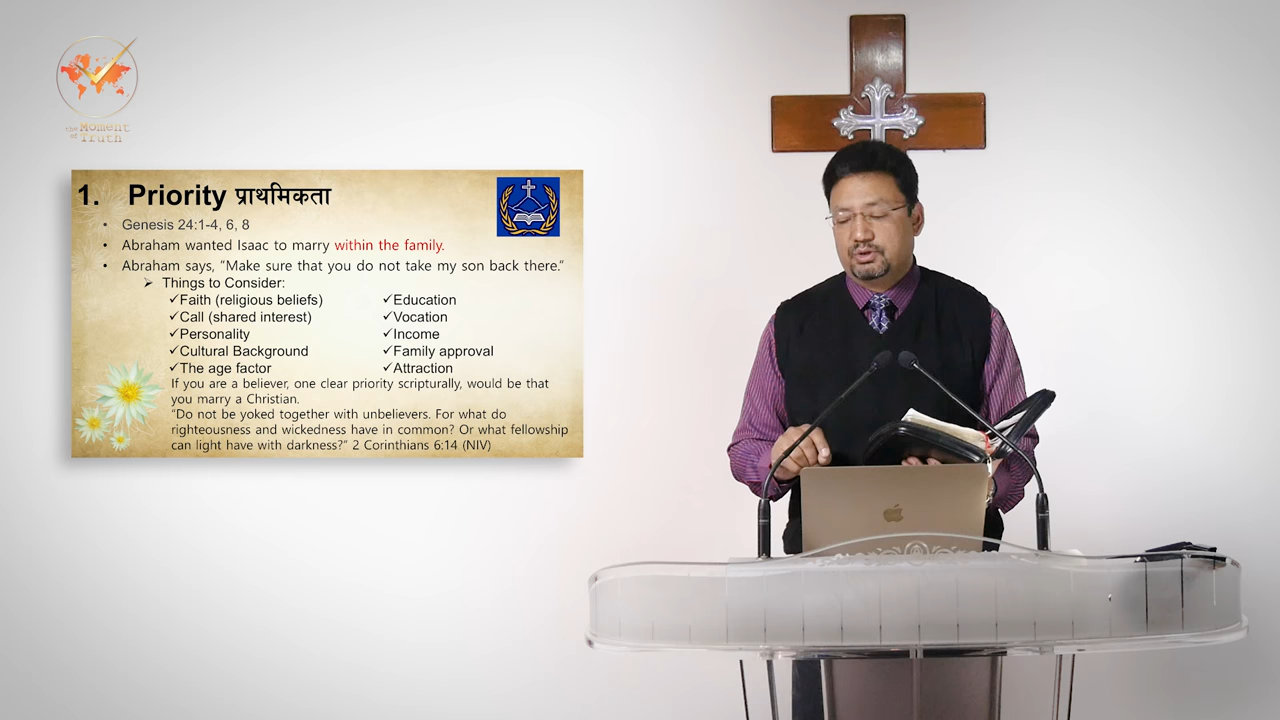 the Moment
of Truth
1. Priority प्राथमिकता
• Genesis 24:1-4, 6, 8
• Abraham wanted Isaac to marry within the family.
• Abraham says, “Make sure that you do not take my son back there.”
➢ Things to Consider:
✓Faith (religious beliefs) ✓Education
✓Call (shared interest) ✓Vocation
✓Personality ✓Income
✓Cultural Background ✓Family approval
✓The age factor ✓Attraction
If you are a believer, one clear priority scripturally, would be that
you marry a Christian.
“Do not be yoked together with unbelievers. For what do
righteousness and wickedness have in common? Or what fellowship
can light have with darkness?” 2 Corinthians 6:14 (NIV)